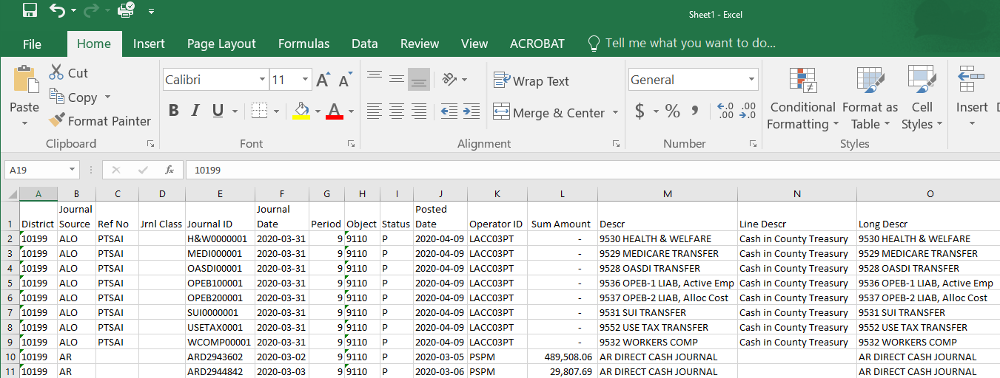 Sheet1 - Excel
File Home Insert Page Layout Formulas Data Review View ACROBAT Tell me what you want to do...
Paste Cut Copy Format Painter
Clipboard
Calibri 11 A A
B I U A
Font
Wrap Text
Merge & Center
Alignment
General
$ % , .0 .00 .00 .0
Number
Conditional Formatting Format as Table Cell Styles
Styles
Insert
A19 fx 10199
A B C D E F G H I J K L M N O
Journal Journal Posted
1 District Source Ref No Jrnl Class Journal ID Date Period Object Status Date Operator ID Sum Amount Descr Line Descr Long Descr
2 10199 ALO PTSAI H&W0000001 2020-03-31 9 9110 P 2020-04-09 LACC03PT - 9530 HEALTH & WELFARE Cash in County Treasury 9530 HEALTH & WELFARE
3 10199 ALO PTSAI MEDI000001 2020-03-31 9 9110 P 2020-04-09 LACC03PT - 9529 MEDICARE TRANSFER Cash in County Treasury 9529 MEDICARE TRANSFER
4 10199 ALO PTSAI OASDI00001 2020-03-31 9 9110 P 2020-04-09 LACC03PT - 9528 OASDI TRANSFER Cash in County Treasury 9528 OASDI TRANSFER
5 10199 ALO PTSAI OPEB100001 2020-03-31 9 9110 P 2020-04-09 LACC03PT - 9536 OPEB-1 LIAB, Active Emp Cash in County Treasury 9536 OPEB-1 LIAB, Active Emp
6 10199 ALO PTSAI OPEB200001 2020-03-31 9 9110 P 2020-04-09 LACC03PT - 9537 OPEB-2 LIAB, Alloc Cost Cash in County Treasury 9537 OPEB-2 LIAB, Alloc Cost
7 10199 ALO PTSAI SUI0000001 2020-03-31 9 9110 P 2020-04-09 LACC03PT - 9531 SUI TRANSFER Cash in County Treasury 9531 SUI TRANSFER
8 10199 ALO PTSAI USETAX0001 2020-03-31 9 9110 P 2020-04-09 LACC03PT - 9552 USE TAX TRANSFER Cash in County Treasury 9552 USE TAX TRANSFER
9 10199 ALO PTSAI WCOMP00001 2020-03-31 9 9110 P 2020-04-09 LACC03PT - 9532 WORKERS COMP Cash in County Treasury 9532 WORKERS COMP
10 10199 AR ARD2943602 2020-03-02 9 9110 P 2020-03-05 PSPM 489,508.06 AR DIRECT CASH JOURNAL AR DIRECT CASH JOURNAL
11 10199 AR ARD2944842 2020-03-03 9 9110 P 2020-03-06 PSPM 29,807.69 AR DIRECT CASH JOURNAL AR DIRECT CASH JOURNAL